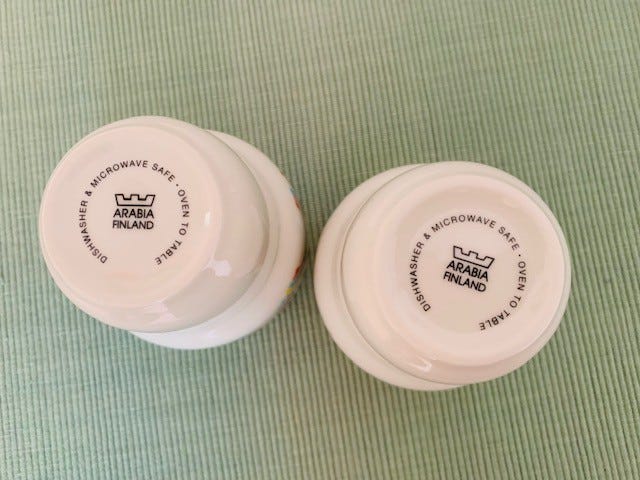 DISHWASHER & MICROWAVE SAFE · OVEN TO TABLE
ARABIA
FINLAND
DISHWASHER & MICROWAVE SAFE · OVEN TO TABLE
ARABIA
FINLAND